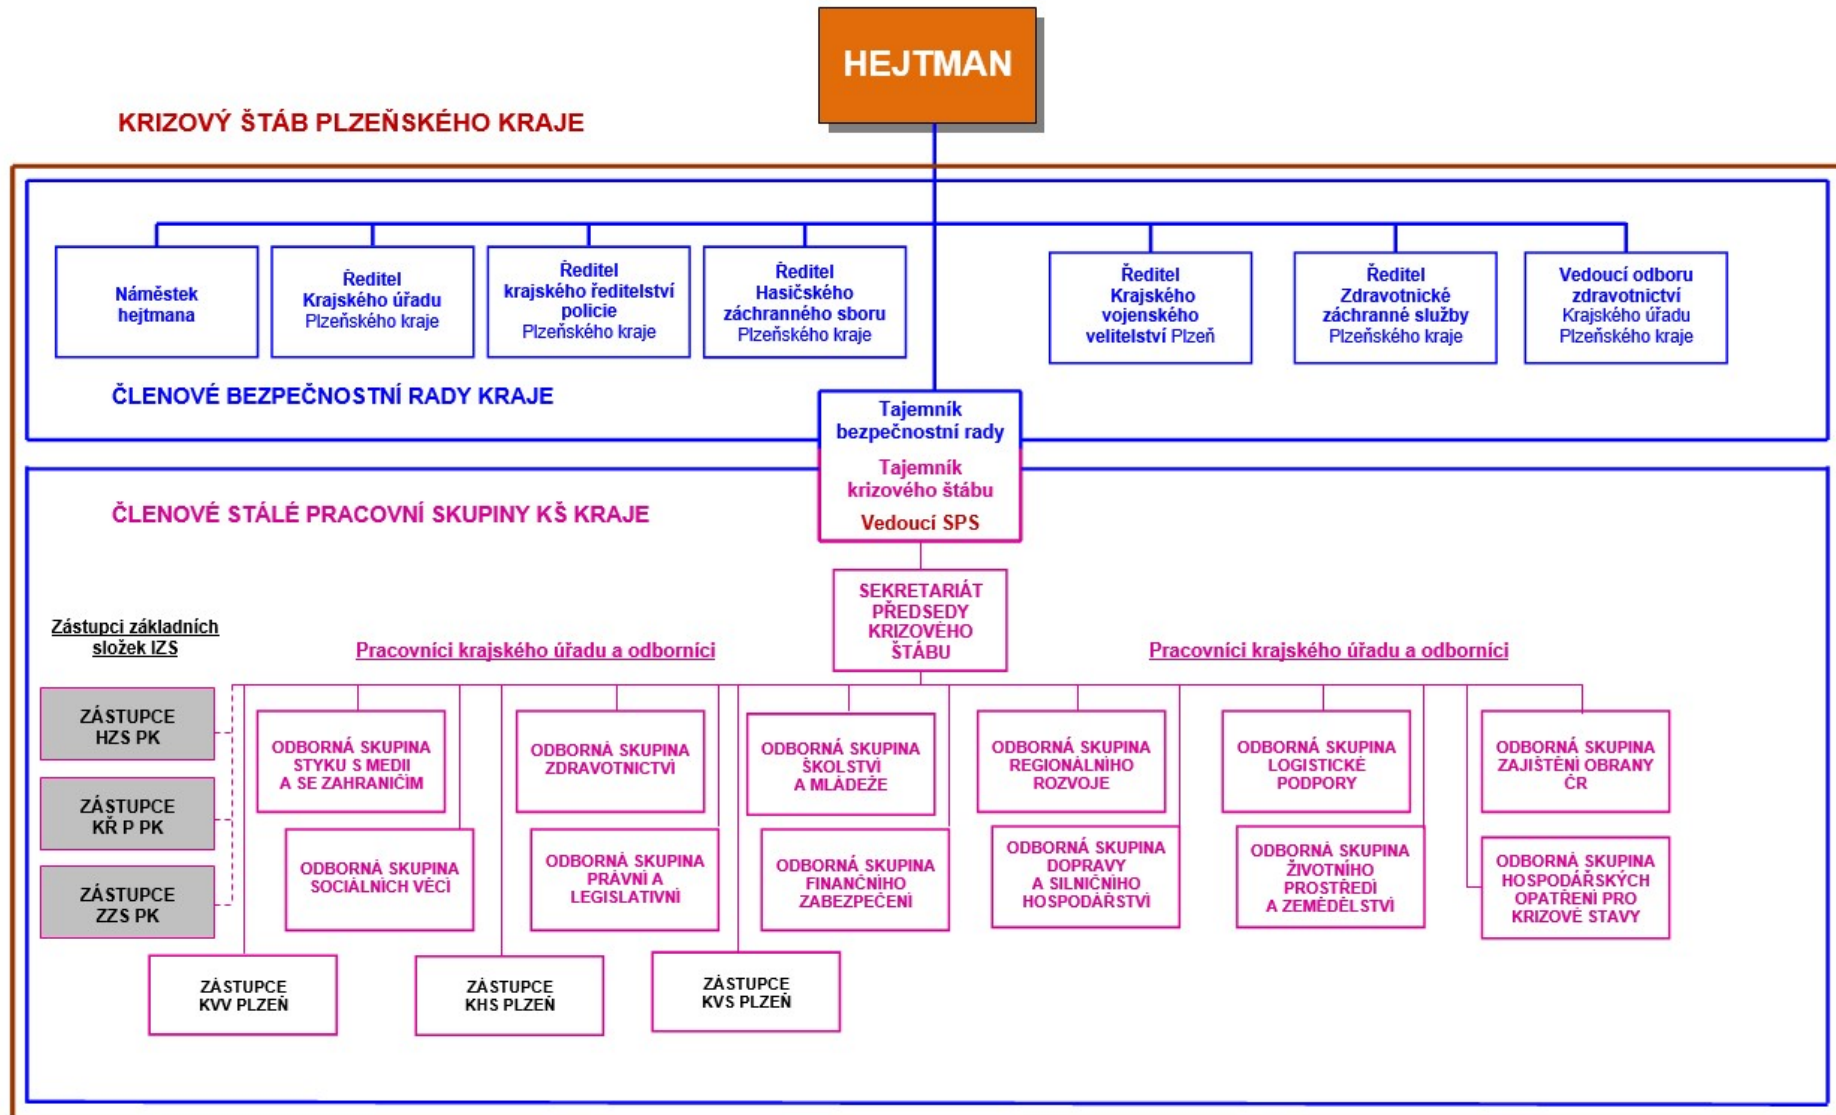 HEJTMAN
KRIZOVÝ ŠTÁB PLZEŇSKÉHO KRAJE
Náměstek
hejtmana
Ředitel
Krajského úřadu
Plzeňského kraje
Ředitel
krajského ředitelství
policie
Plzeňského kraje
Ředitel
Hasičského
záchranného sboru
Plzeňského kraje
Ředitel
Krajského
vojenského
velitelství Plzeň
Ředitel
Zdravotnické
záchranné služby
Plzeňského kraje
Vedoucí odboru
zdravotnictví
Krajského úřadu
Plzeňského kraje
ČLENOVÉ BEZPEČNOSTNÍ RADY KRAJE
Tajemník
bezpečnostní rady
Tajemník
krizového štábu
Vedoucí SPS
ČLENOVÉ STÁLÉ PRACOVNÍ SKUPINY KŠ KRAJE
SEKRETARIÁT
PŘEDSEDY
KRIZOVÉHO
ŠTÁBU
Zástupci základních
složek IZS
Pracovníci krajského úřadu a odborníci
Pracovníci krajského úřadu a odborníci
ZÁSTUPCE
HZS PK
ZÁSTUPCE
KŘ P PK
ZÁSTUPCE
ZZS PK
ODBORNÁ SKUPINA
STYKU S MEDII
A SE ZAHRANIČÍM
ODBORNÁ SKUPINA
ZDRAVOTNICTVÍ
ODBORNÁ SKUPINA
ŠKOLSTVÍ
A MLÁDEŽE
ODBORNÁ SKUPINA
REGIONÁLNÍHO
ROZVOJE
ODBORNÁ SKUPINA
LOGISTICKÉ
PODPORY
ODBORNÁ SKUPINA
ZAJIŠTĚNÍ OBRANY
ČR
ODBORNÁ SKUPINA
SOCIÁLNÍCH VĚCÍ
ODBORNÁ SKUPINA
PRÁVNÍ A
LEGISLATIVNÍ
ODBORNÁ SKUPINA
FINANČNÍHO
ZABEZPEČENÍ
ODBORNÁ SKUPINA
DOPRAVY
A SILNIČNÍHO
HOSPODÁŘSTVÍ
ODBORNÁ SKUPINA
ŽIVOTNÍHO
PROSTŘEDÍ
A ZEMĚDĚLSTVÍ
ODBORNÁ SKUPINA
HOSPODÁŘSKÝCH
OPATŘENÍ PRO
KRIZOVÉ STAVY
ZÁSTUPCE
KVV PLZEŇ
ZÁSTUPCE
KHS PLZEŇ
ZÁSTUPCE
KVS PLZEŇ